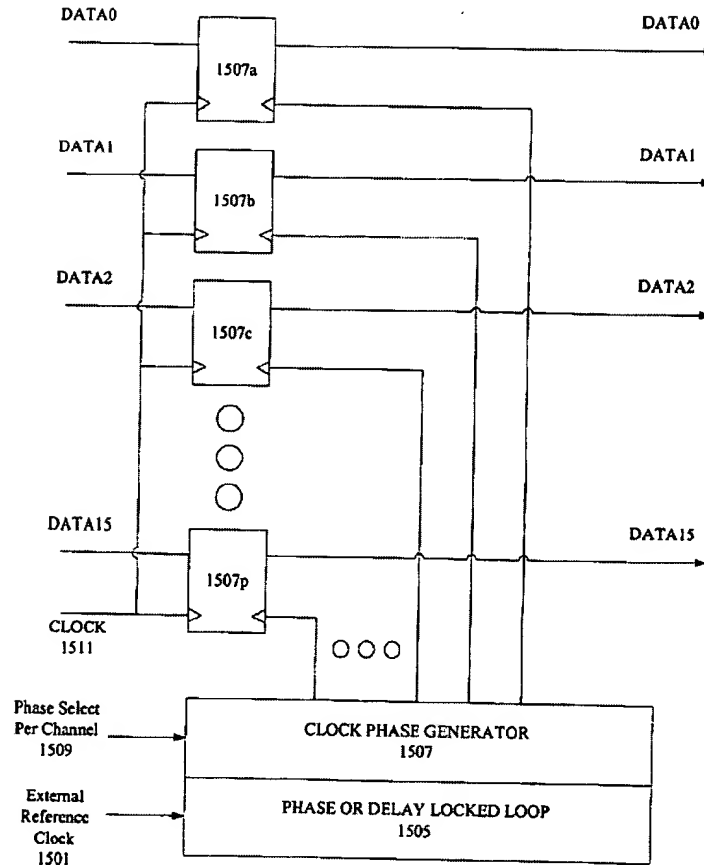 DATA0
DATA0
1507a
DATA1
DATA1
1507b
DATA2
DATA2
1507c
DATA15
DATA15
1507p
CLOCK
1511
Phase Select
Per Channel
1509
CLOCK PHASE GENERATOR
1507
External
Reference
Clock
1501
PHASE OR DELAY LOCKED LOOP
1505